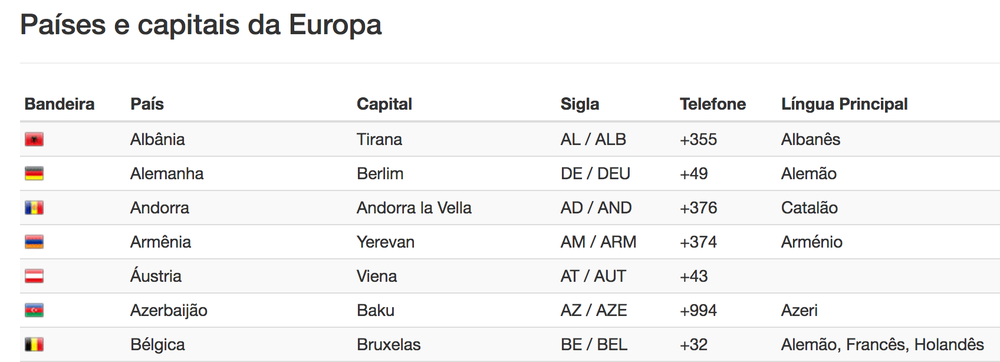 Países e capitais da Europa
Bandeira País Capital Sigla Telefone Língua Principal
Albânia Tirana AL / ALB +355 Albanês
Alemanha Berlim DE / DEU +49 Alemão
Andorra Andorra la Vella AD / AND +376 Catalão
Armênia Yerevan AM / ARM +374 Arménio
Áustria Viena AT / AUT +43
Azerbaijão Baku AZ / AZE +994 Azeri
Bélgica Bruxelas BE / BEL +32 Alemão, Francês, Holandês